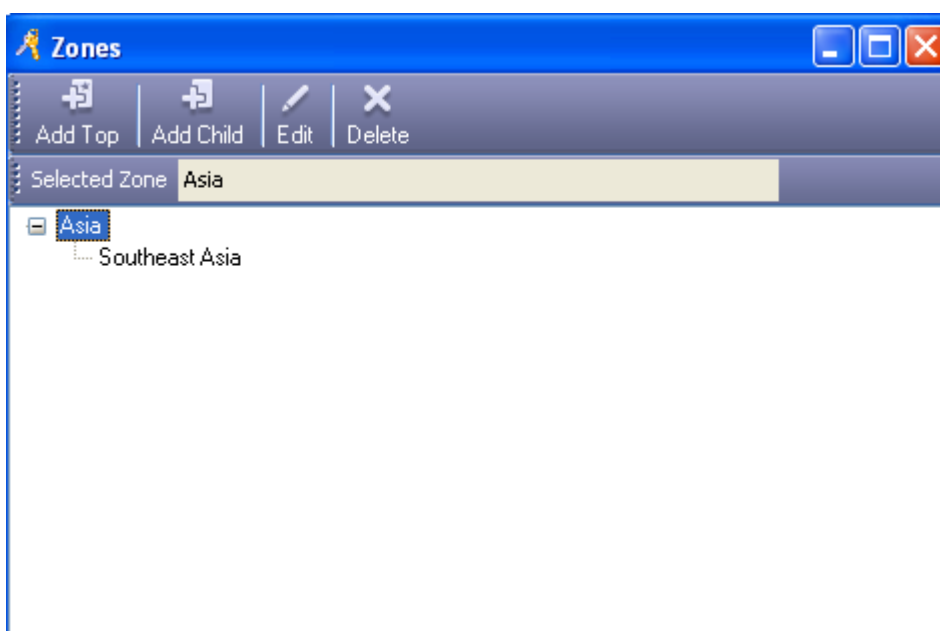 Zones
Add Top Add Child Edit Delete
Selected Zone Asia
Asia
Southeast Asia